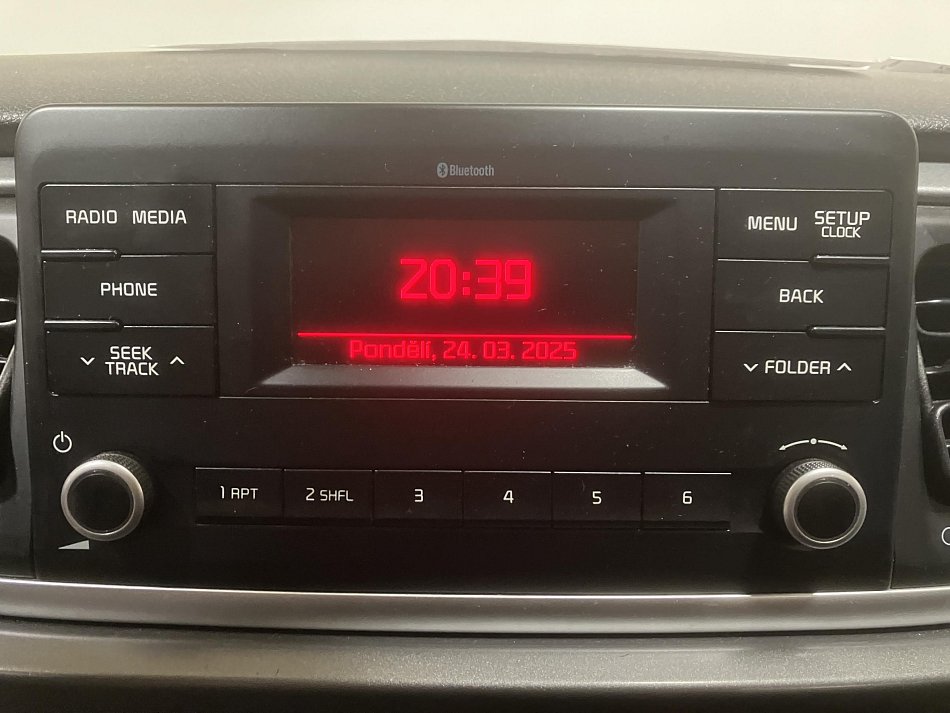 Bluetooth
RADIO MEDIA
PHONE
SEEK
TRACK
20:39
Pondělí, 24. 03. 2025
MENU SETUP
CLOCK
BACK
FOLDER
1 RPT
2 SHFL
3
4
5
6